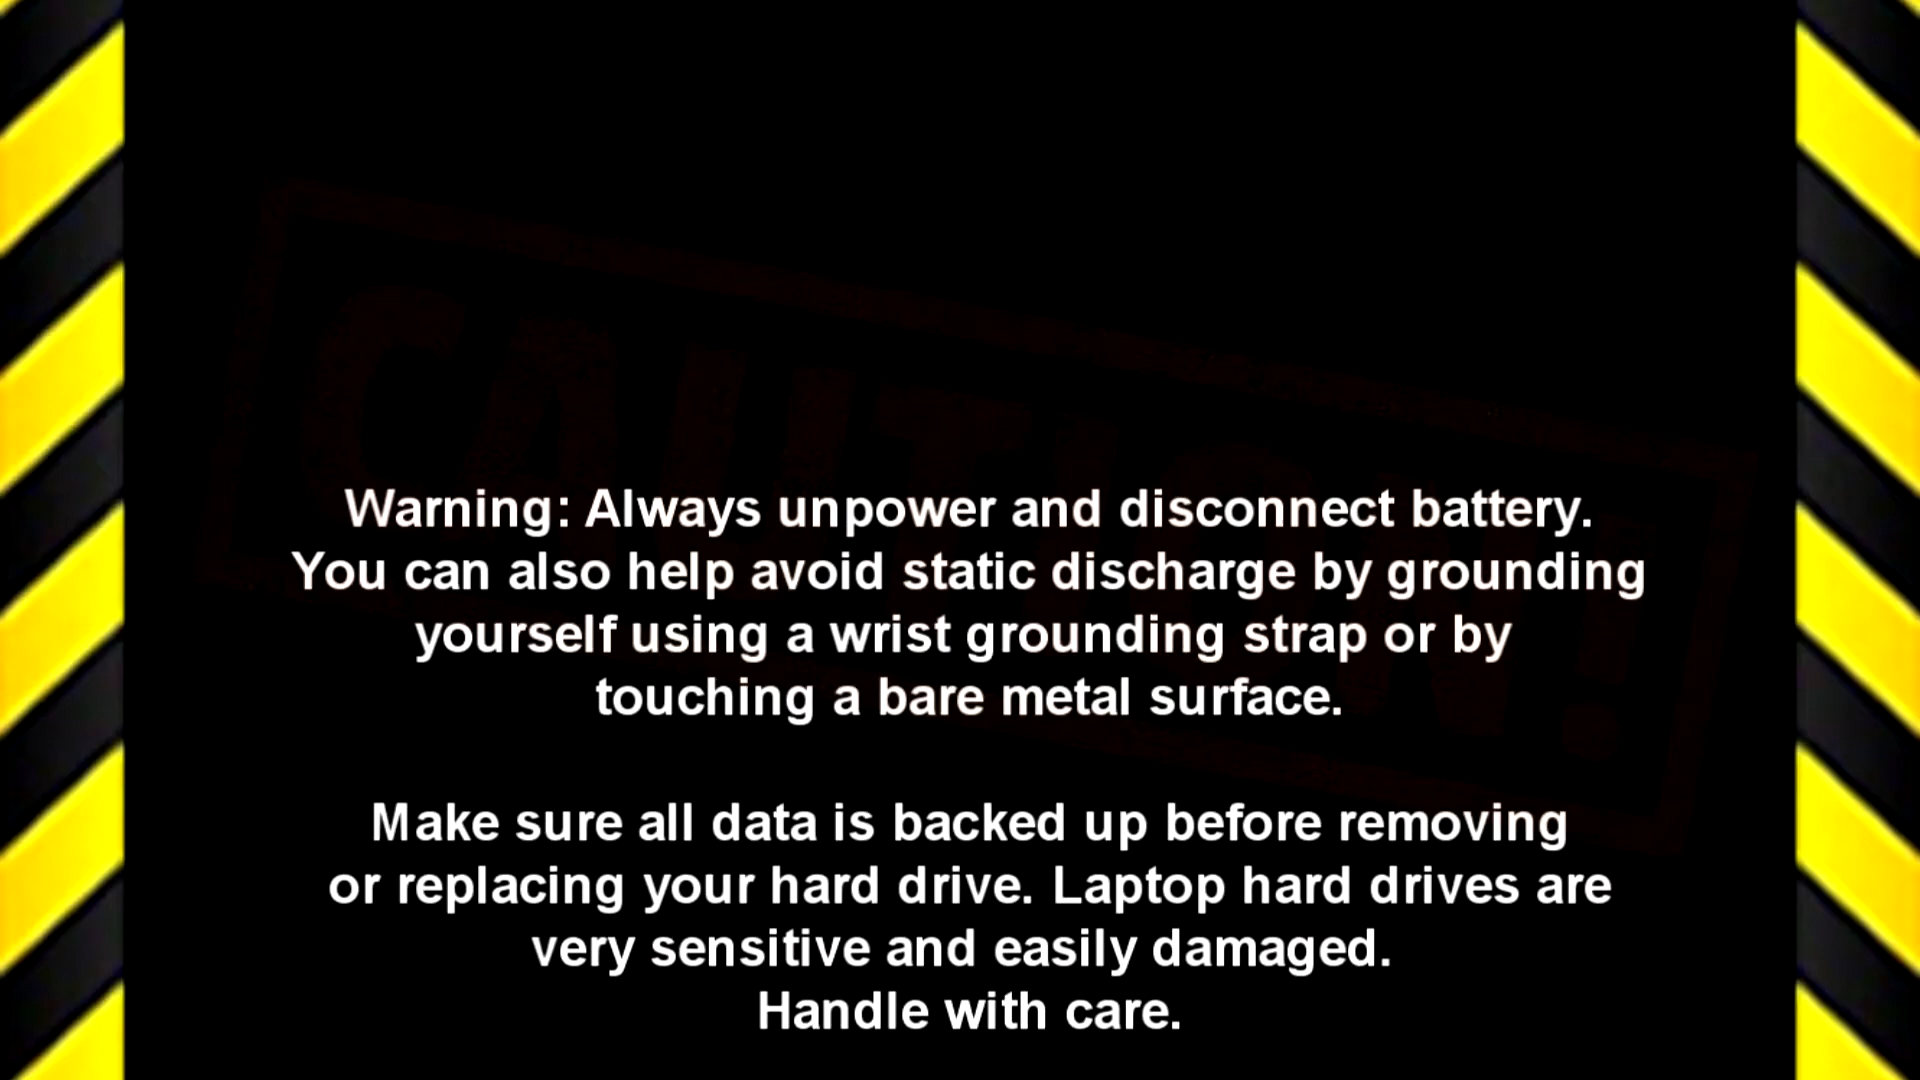 CAUTION!
Warning: Always unpower and disconnect battery.
You can also help avoid static discharge by grounding
yourself using a wrist grounding strap or by
touching a bare metal surface.
Make sure all data is backed up before removing
or replacing your hard drive. Laptop hard drives are
very sensitive and easily damaged.
Handle with care.